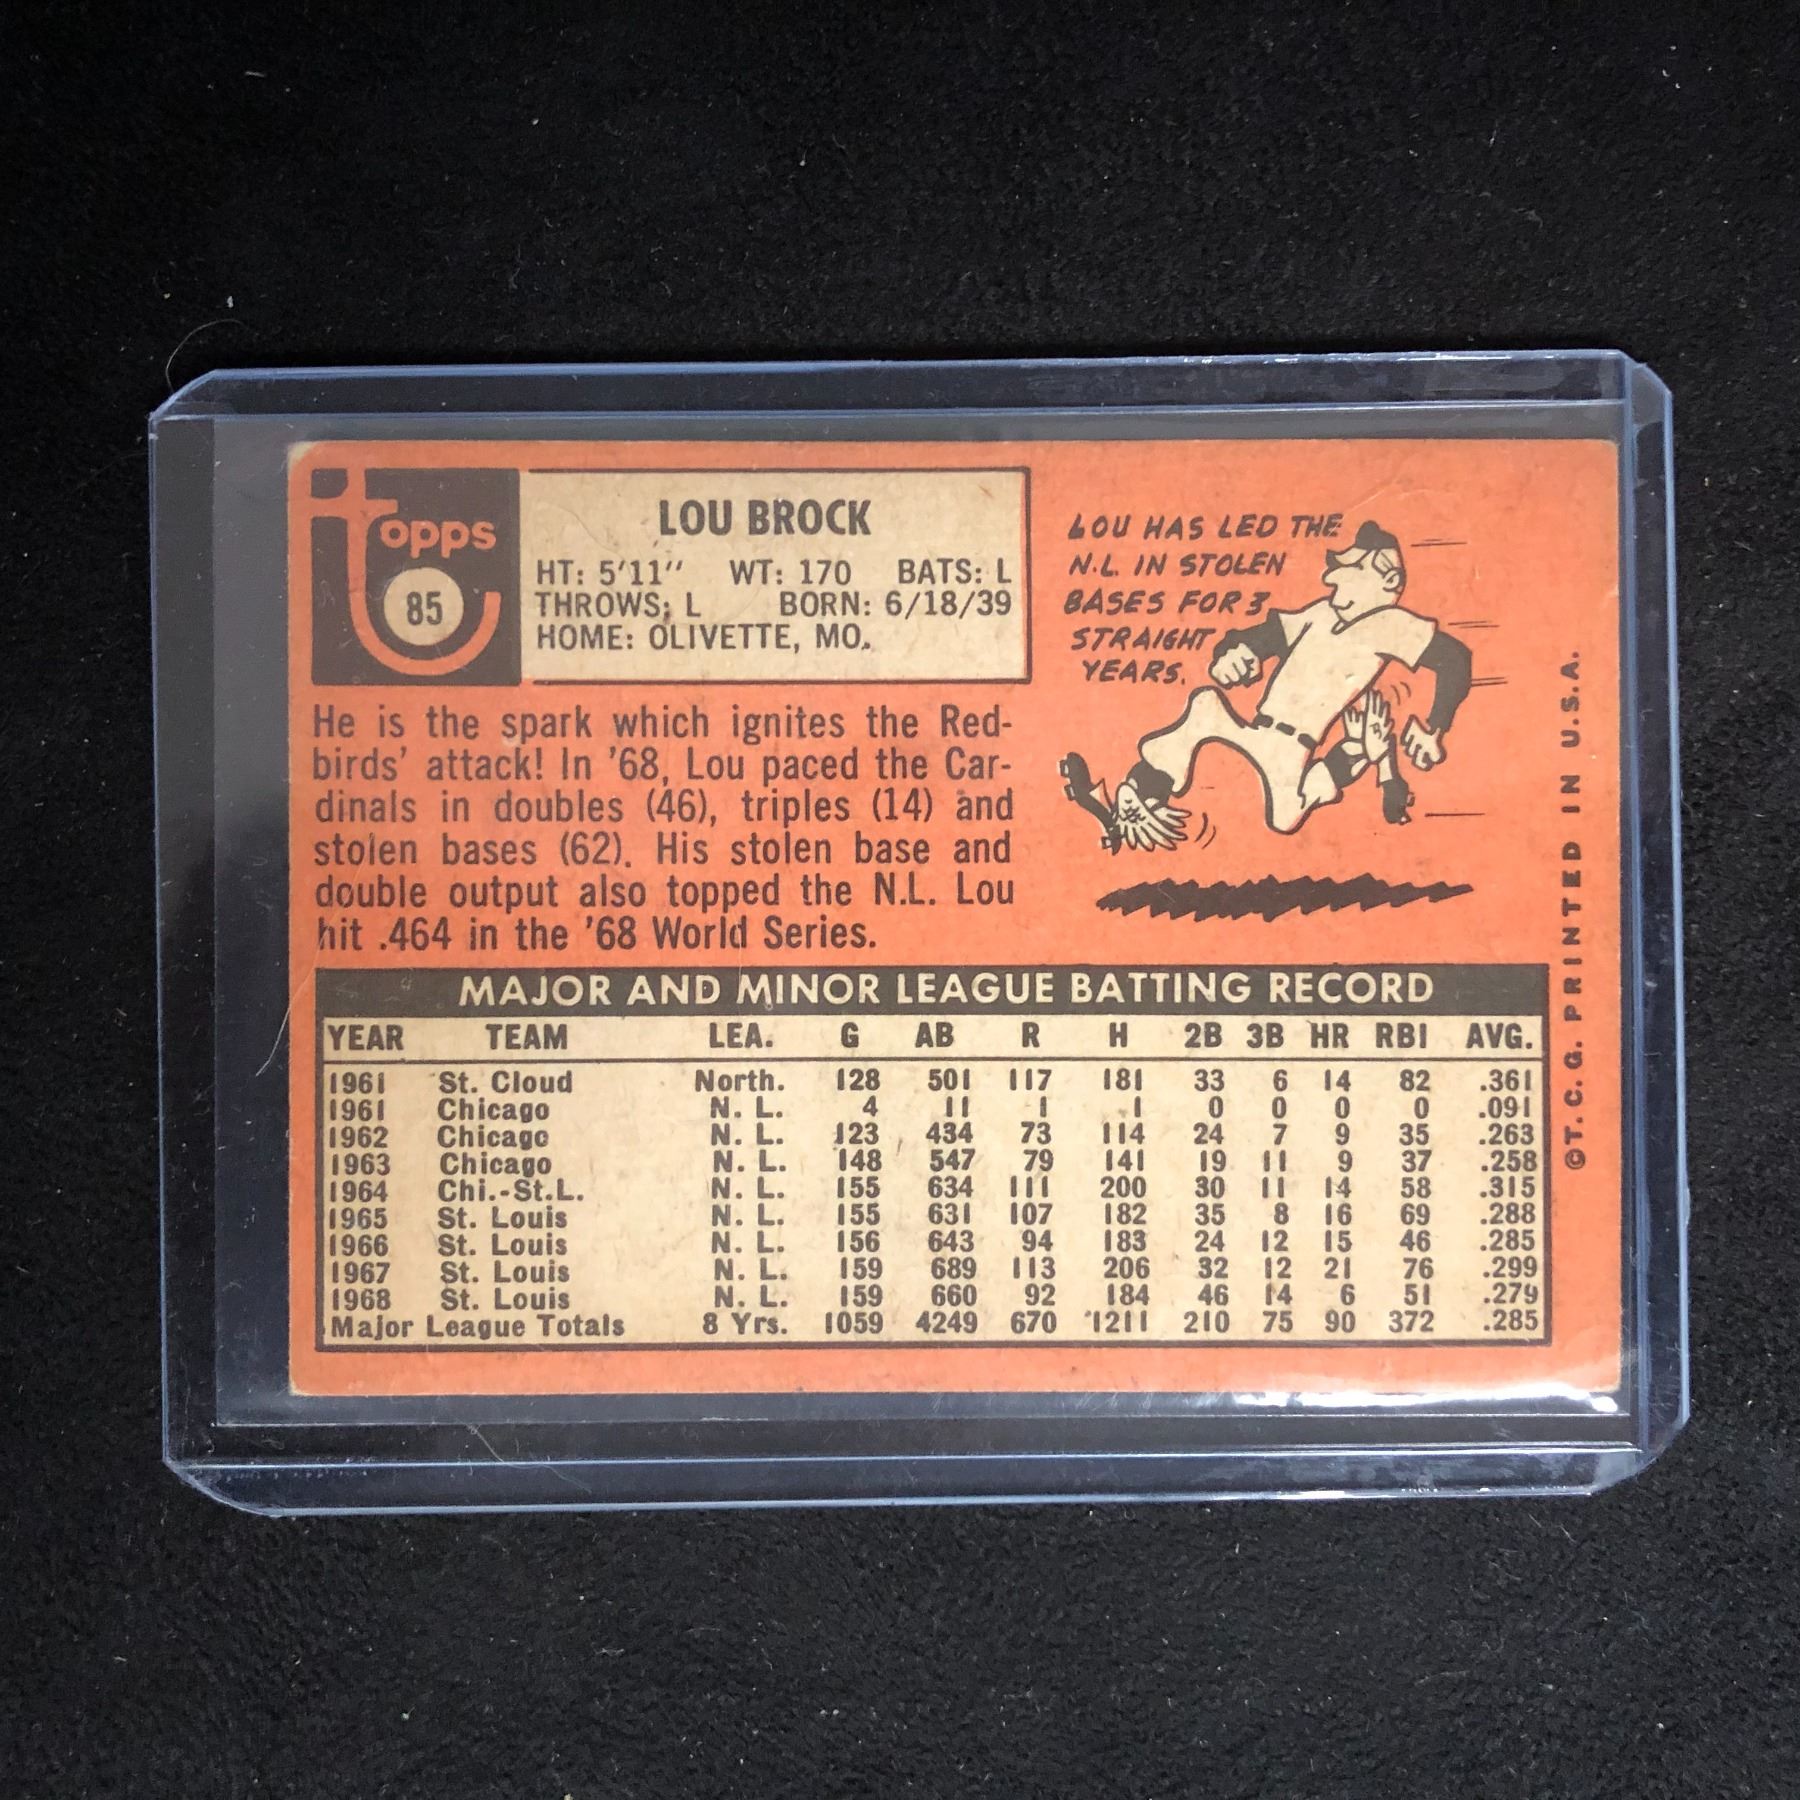 Topps
85
LOU BROCK
HT: 5'11" WT: 170 BATS: L
THROWS: L BORN: 6/18/39
HOME: OLIVETTE, MO.
LOU HAS LED THE
N.L. IN STOLEN
BASES FOR 3
STRAIGHT
YEARS.
He is the spark which ignites the Red-
birds' attack! In '68, Lou paced the Car-
dinals in doubles (46), triples (14) and
stolen bases (62). His stolen base and
double output also topped the N.L. Lou
hit .464 in the '68 World Series.
MAJOR AND MINOR LEAGUE BATTING RECORD
YEAR TEAM LEA. G AB R H 2B 3B HR RBI AVG.
1961 St. Cloud North. 128 501 117 181 33 6 14 82 .361
1961 Chicago N. L. 4 11 1 1 0 0 0 0 .091
1962 Chicago N. L. 123 434 73 114 24 7 9 35 .263
1963 Chicago N. L. 148 547 79 141 19 11 9 37 .258
1964 Chi.-St.L. N. L. 155 634 111 200 30 11 14 58 .315
1965 St. Louis N. L. 155 631 107 182 35 8 16 69 .288
1966 St. Louis N. L. 156 643 94 183 24 12 15 46 .285
1967 St. Louis N. L. 159 689 113 206 32 12 21 76 .299
1968 St. Louis N. L. 159 660 92 184 46 14 6 51 .279
Major League Totals 8 Yrs. 1059 4249 670 1211 210 75 90 372 .285
©T. C. G. PRINTED IN U.S.A.